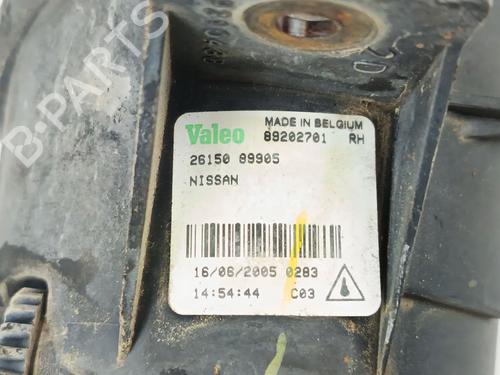 B-PARTS
Valeo MADE IN BELGIUM
89202701 RH
26150 89905
NISSAN
16/06/2005 0283
14:54:44 C03